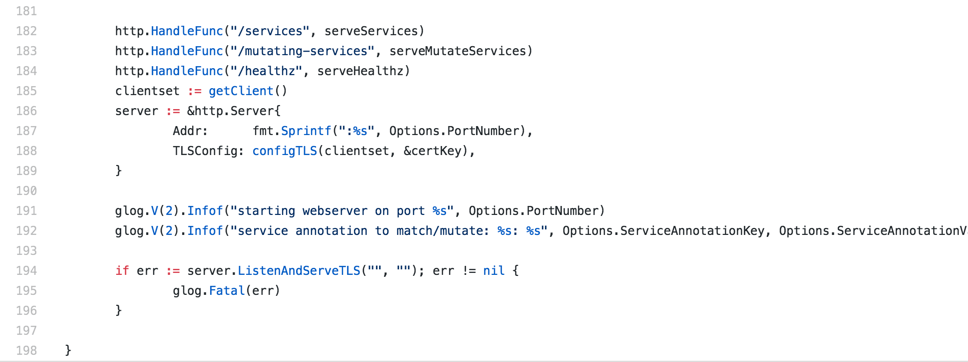 181
182 http.HandleFunc("/services", serveServices)
183 http.HandleFunc("/mutating-services", serveMutateServices)
184 http.HandleFunc("/healthz", serveHealthz)
185 clientset := getClient()
186 server := &http.Server{
187 Addr: fmt.Sprintf(":%s", Options.PortNumber),
188 TLSConfig: configTLS(clientset, &certKey),
189 }
190
191 glog.V(2).Infof("starting webserver on port %s", Options.PortNumber)
192 glog.V(2).Infof("service annotation to match/mutate: %s: %s", Options.ServiceAnnotationKey, Options.ServiceAnnotationV
193
194 if err := server.ListenAndServeTLS("", ""); err != nil {
195 glog.Fatal(err)
196 }
197
198 }